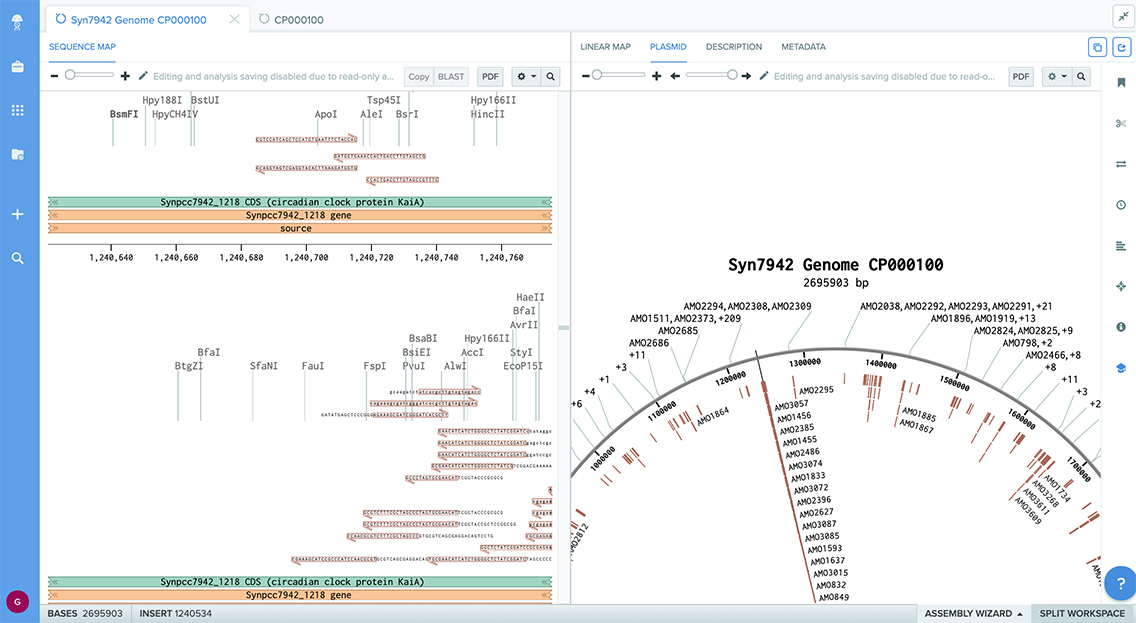 Syn7942 Genome CP000100
CP000100
SEQUENCE MAP
Editing and analysis saving disabled due to read-only a...
Copy
BLAST
PDF
Hpy188I BstUI Tsp45I Hpy166II
BsmFI HpyCH4IV ApoI AleI BsrI HincII
Synpcc7942_1218 CDS (circadian clock protein KaiA)
Synpcc7942_1218 gene
source
1,240,640 1,240,660 1,240,680 1,240,700 1,240,720 1,240,740 1,240,760
HaeII
BfaI
AvrII
BsaBI Hpy166II
BfaI BsiEI AccI StyI
BtgZI SfaNI FauI FspI PvuI AlwI EcoP15I
Synpcc7942_1218 CDS (circadian clock protein KaiA)
Synpcc7942_1218 gene
BASES 2695903 INSERT 1240534
LINEAR MAP PLASMID DESCRIPTION METADATA
Editing and analysis saving disabled due to read-o...
PDF
Syn7942 Genome CP000100
2695903 bp
AMO2294, AMO2308, AMO2309
AMO1511, AMO2373, +209
AMO2685
AMO2686
+11
+3
+4
+1
+6
AMO2038, AMO2292, AMO2293, AMO2291, +21
AMO1896, AMO1919, +13
AMO2824, AMO2825, +9
AMO798, +2
AMO2466, +8
+8
+11
+3
+2
1000000
1100000
1200000
1300000
1400000
1500000
1600000
1700000
AMO1864
AMO2295
AMO3057
AMO1456
AMO2385
AMO1455
AMO2486
AMO3074
AMO1833
AMO3072
AMO2396
AMO2627
AMO3087
AMO3085
AMO1593
AMO1637
AMO3015
AMO832
AMO849
AMO1885
AMO1867
AMO1734
AMO3268
AMO3611
AMO3609
AMO2812
ASSEMBLY WIZARD
SPLIT WORKSPACE
G
?